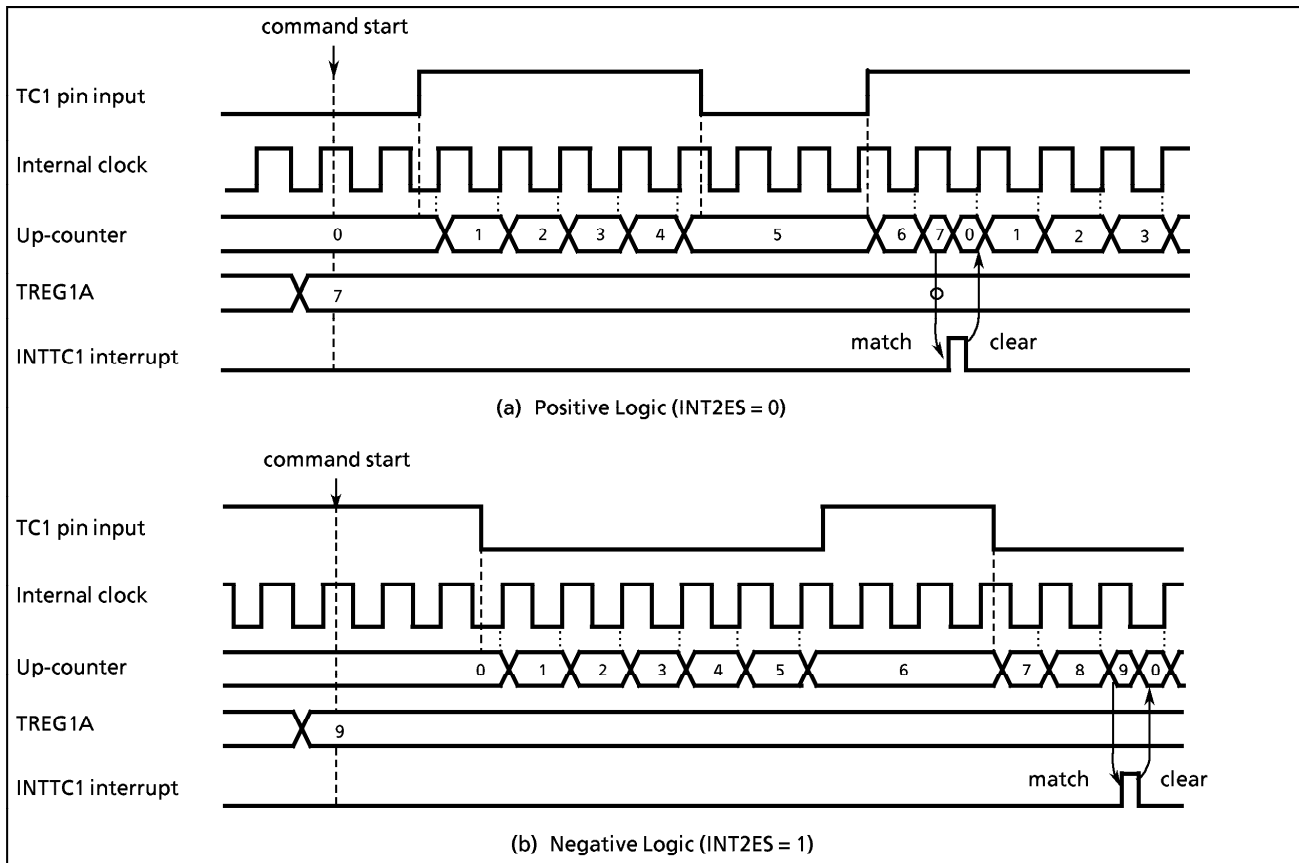 command start
TC1 pin input
Internal clock
Up-counter 0 1 2 3 4 5 6 7 0 1 2 3
TREG1A 7
match clear
INTTC1 interrupt
(a) Positive Logic (INT2ES = 0)
command start
TC1 pin input
Internal clock
Up-counter 0 1 2 3 4 5 6 7 8 9 0
TREG1A 9
match clear
INTTC1 interrupt
(b) Negative Logic (INT2ES = 1)